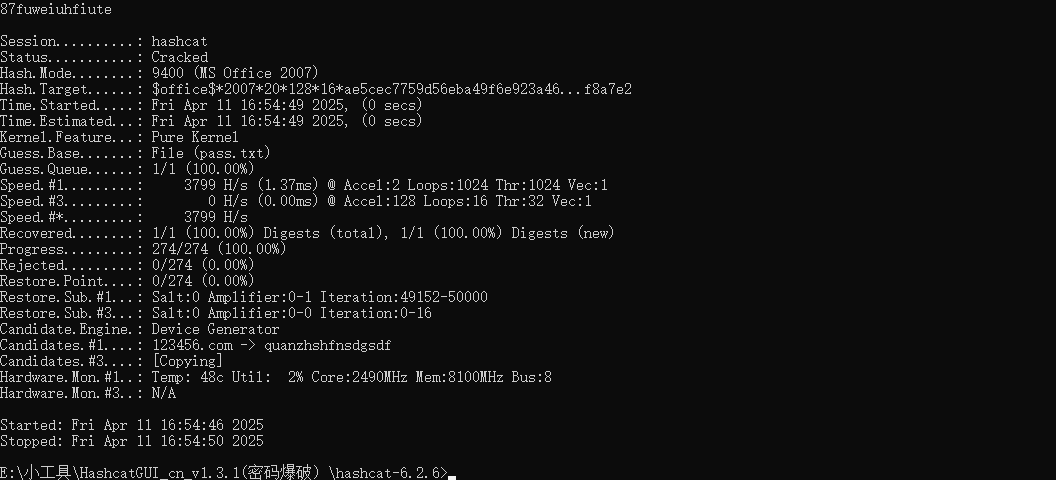 87fuweiuhfiute
Session..........: hashcat
Status...........: Cracked
Hash.Mode........: 9400 (MS Office 2007)
Hash.Target......: $office$*2007*20*128*16*ae5cec7759d56eba49f6e923a46...f8a7e2
Time.Started.....: Fri Apr 11 16:54:49 2025, (0 secs)
Time.Estimated...: Fri Apr 11 16:54:49 2025, (0 secs)
Kernel.Feature...: Pure Kernel
Guess.Base.......: File (pass.txt)
Guess.Queue......: 1/1 (100.00%)
Speed.#1.........:     3799 H/s (1.37ms) @ Accel:2 Loops:1024 Thr:1024 Vec:1
Speed.#3.........:        0 H/s (0.00ms) @ Accel:128 Loops:16 Thr:32 Vec:1
Speed.#*.........:     3799 H/s
Recovered........: 1/1 (100.00%) Digests (total), 1/1 (100.00%) Digests (new)
Progress.........: 274/274 (100.00%)
Rejected.........: 0/274 (0.00%)
Restore.Point....: 0/274 (0.00%)
Restore.Sub.#1...: Salt:0 Amplifier:0-1 Iteration:49152-50000
Restore.Sub.#3...: Salt:0 Amplifier:0-0 Iteration:0-16
Candidate.Engine.: Device Generator
Candidates.#1....: 123456.com -> quanzhshfnsdgsdf
Candidates.#3....: [Copying]
Hardware.Mon.#1..: Temp: 48c Util:  2% Core:2490MHz Mem:8100MHz Bus:8
Hardware.Mon.#3..: N/A
Started: Fri Apr 11 16:54:46 2025
Stopped: Fri Apr 11 16:54:50 2025
E:\小工具\HashcatGUI_cn_v1.3.1(密码爆破) \hashcat-6.2.6>